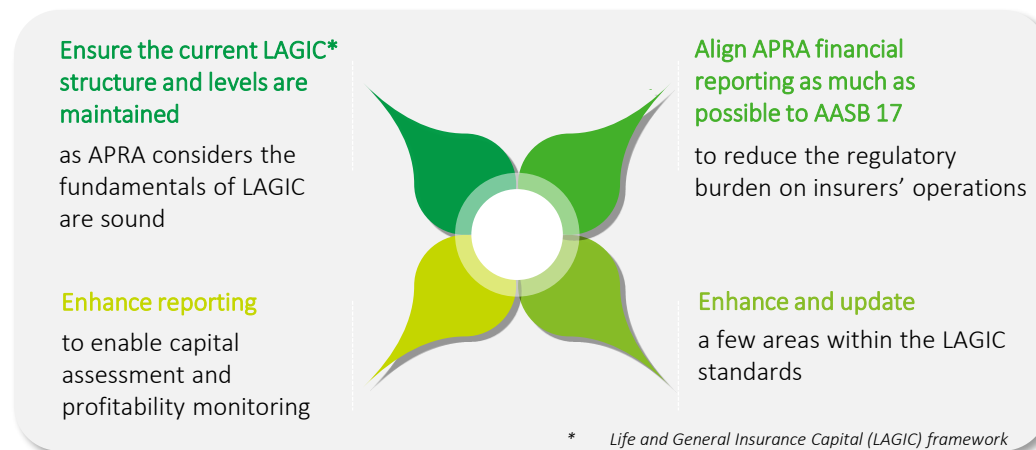 Ensure the current LAGIC*
structure and levels are
maintained
as APRA considers the
fundamentals of LAGIC
are sound
Align APRA financial
reporting as much as
possible to AASB 17
to reduce the regulatory
burden on insurers’ operations
Enhance reporting
to enable capital
assessment and
profitability monitoring
Enhance and update
a few areas within the LAGIC
standards
* Life and General Insurance Capital (LAGIC) framework